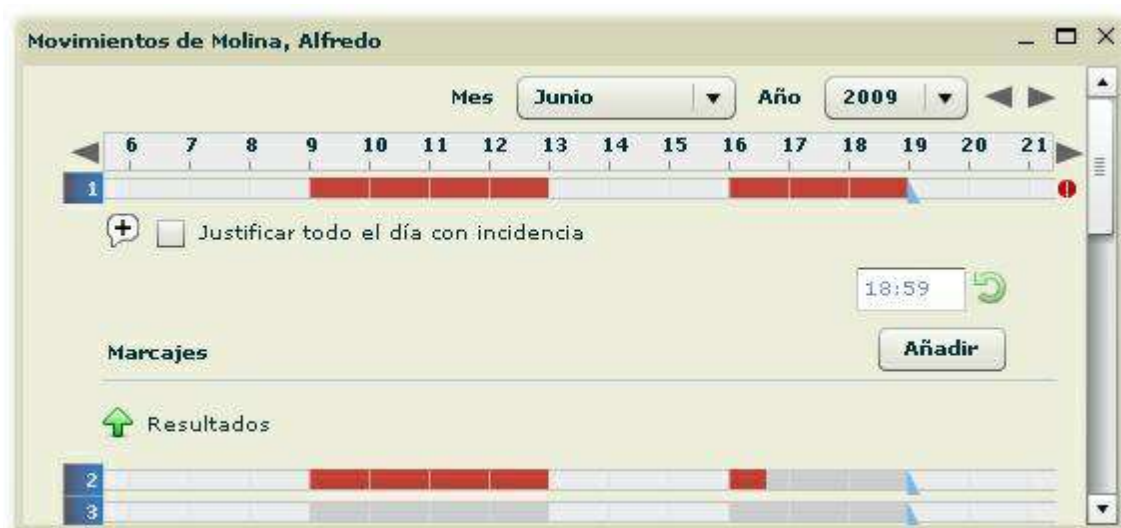 Movimientos de Molina, Alfredo
Mes Junio Año 2009
6 7 8 9 10 11 12 13 14 15 16 17 18 19 20 21
1
Justificar todo el día con incidencia
18:59
Marcajes Añadir
Resultados
2
3